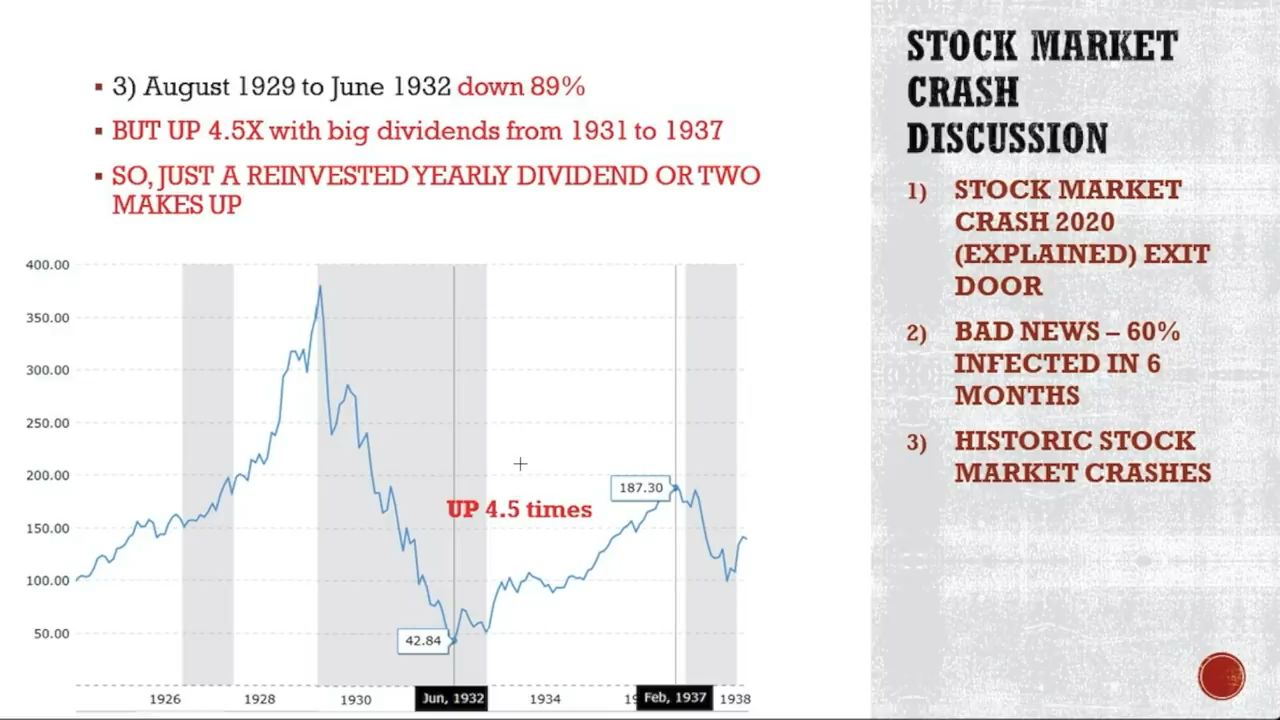 3) August 1929 to June 1932 down 89%
BUT UP 4.5X with big dividends from 1931 to 1937
SO, JUST A REINVESTED YEARLY DIVIDEND OR TWO
MAKES UP
400.00
350.00
300.00
250.00
200.00
150.00
100.00
50.00
187.30
UP 4.5 times
42.84
1926
1928
1930
Jun, 1932
1934
Feb, 1937
1938
STOCK MARKET
CRASH
DISCUSSION
1) STOCK MARKET
CRASH 2020
(EXPLAINED) EXIT
DOOR
2) BAD NEWS – 60%
INFECTED IN 6
MONTHS
3) HISTORIC STOCK
MARKET CRASHES